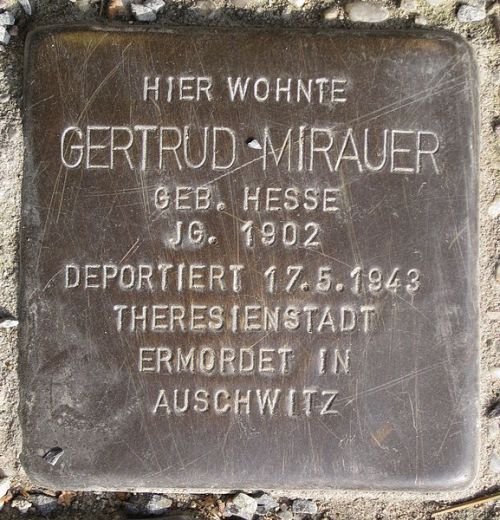 HIER WOHNTE
GERTRUD MIRAUER
GEB. HESSE
JG. 1902
DEPORTIERT 17.5.1943
THERESIENSTADT
ERMORDET IN
AUSCHWITZ